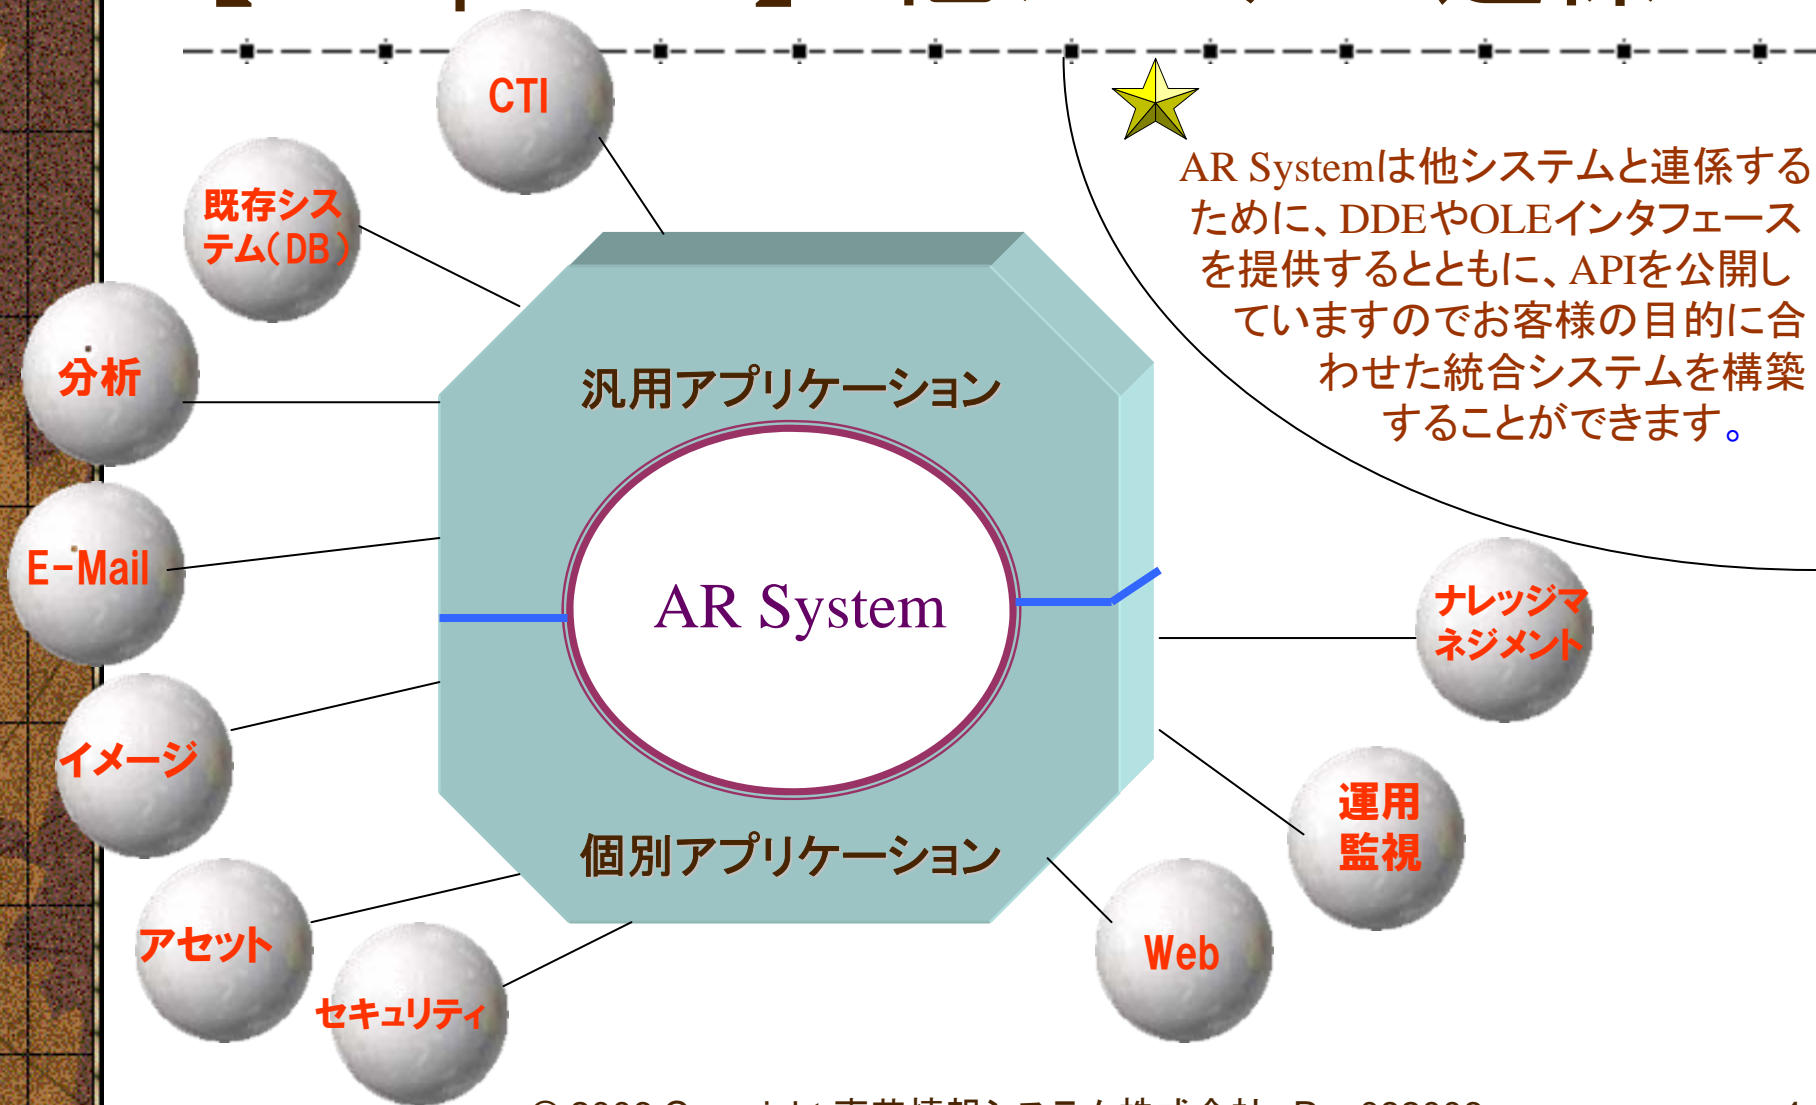 CTI
既存シス
テム(DB)
分析
E-Mail
イメージ
アセット
セキュリティ
汎用アプリケーション
AR System
個別アプリケーション
AR Systemは他システムと連係する
ために、DDEやOLEインタフェース
を提供するとともに、APIを公開し
ていますのでお客様の目的に合
わせた統合システムを構築
することができます。
ナレッジマ
ネジメント
運用
監視
Web